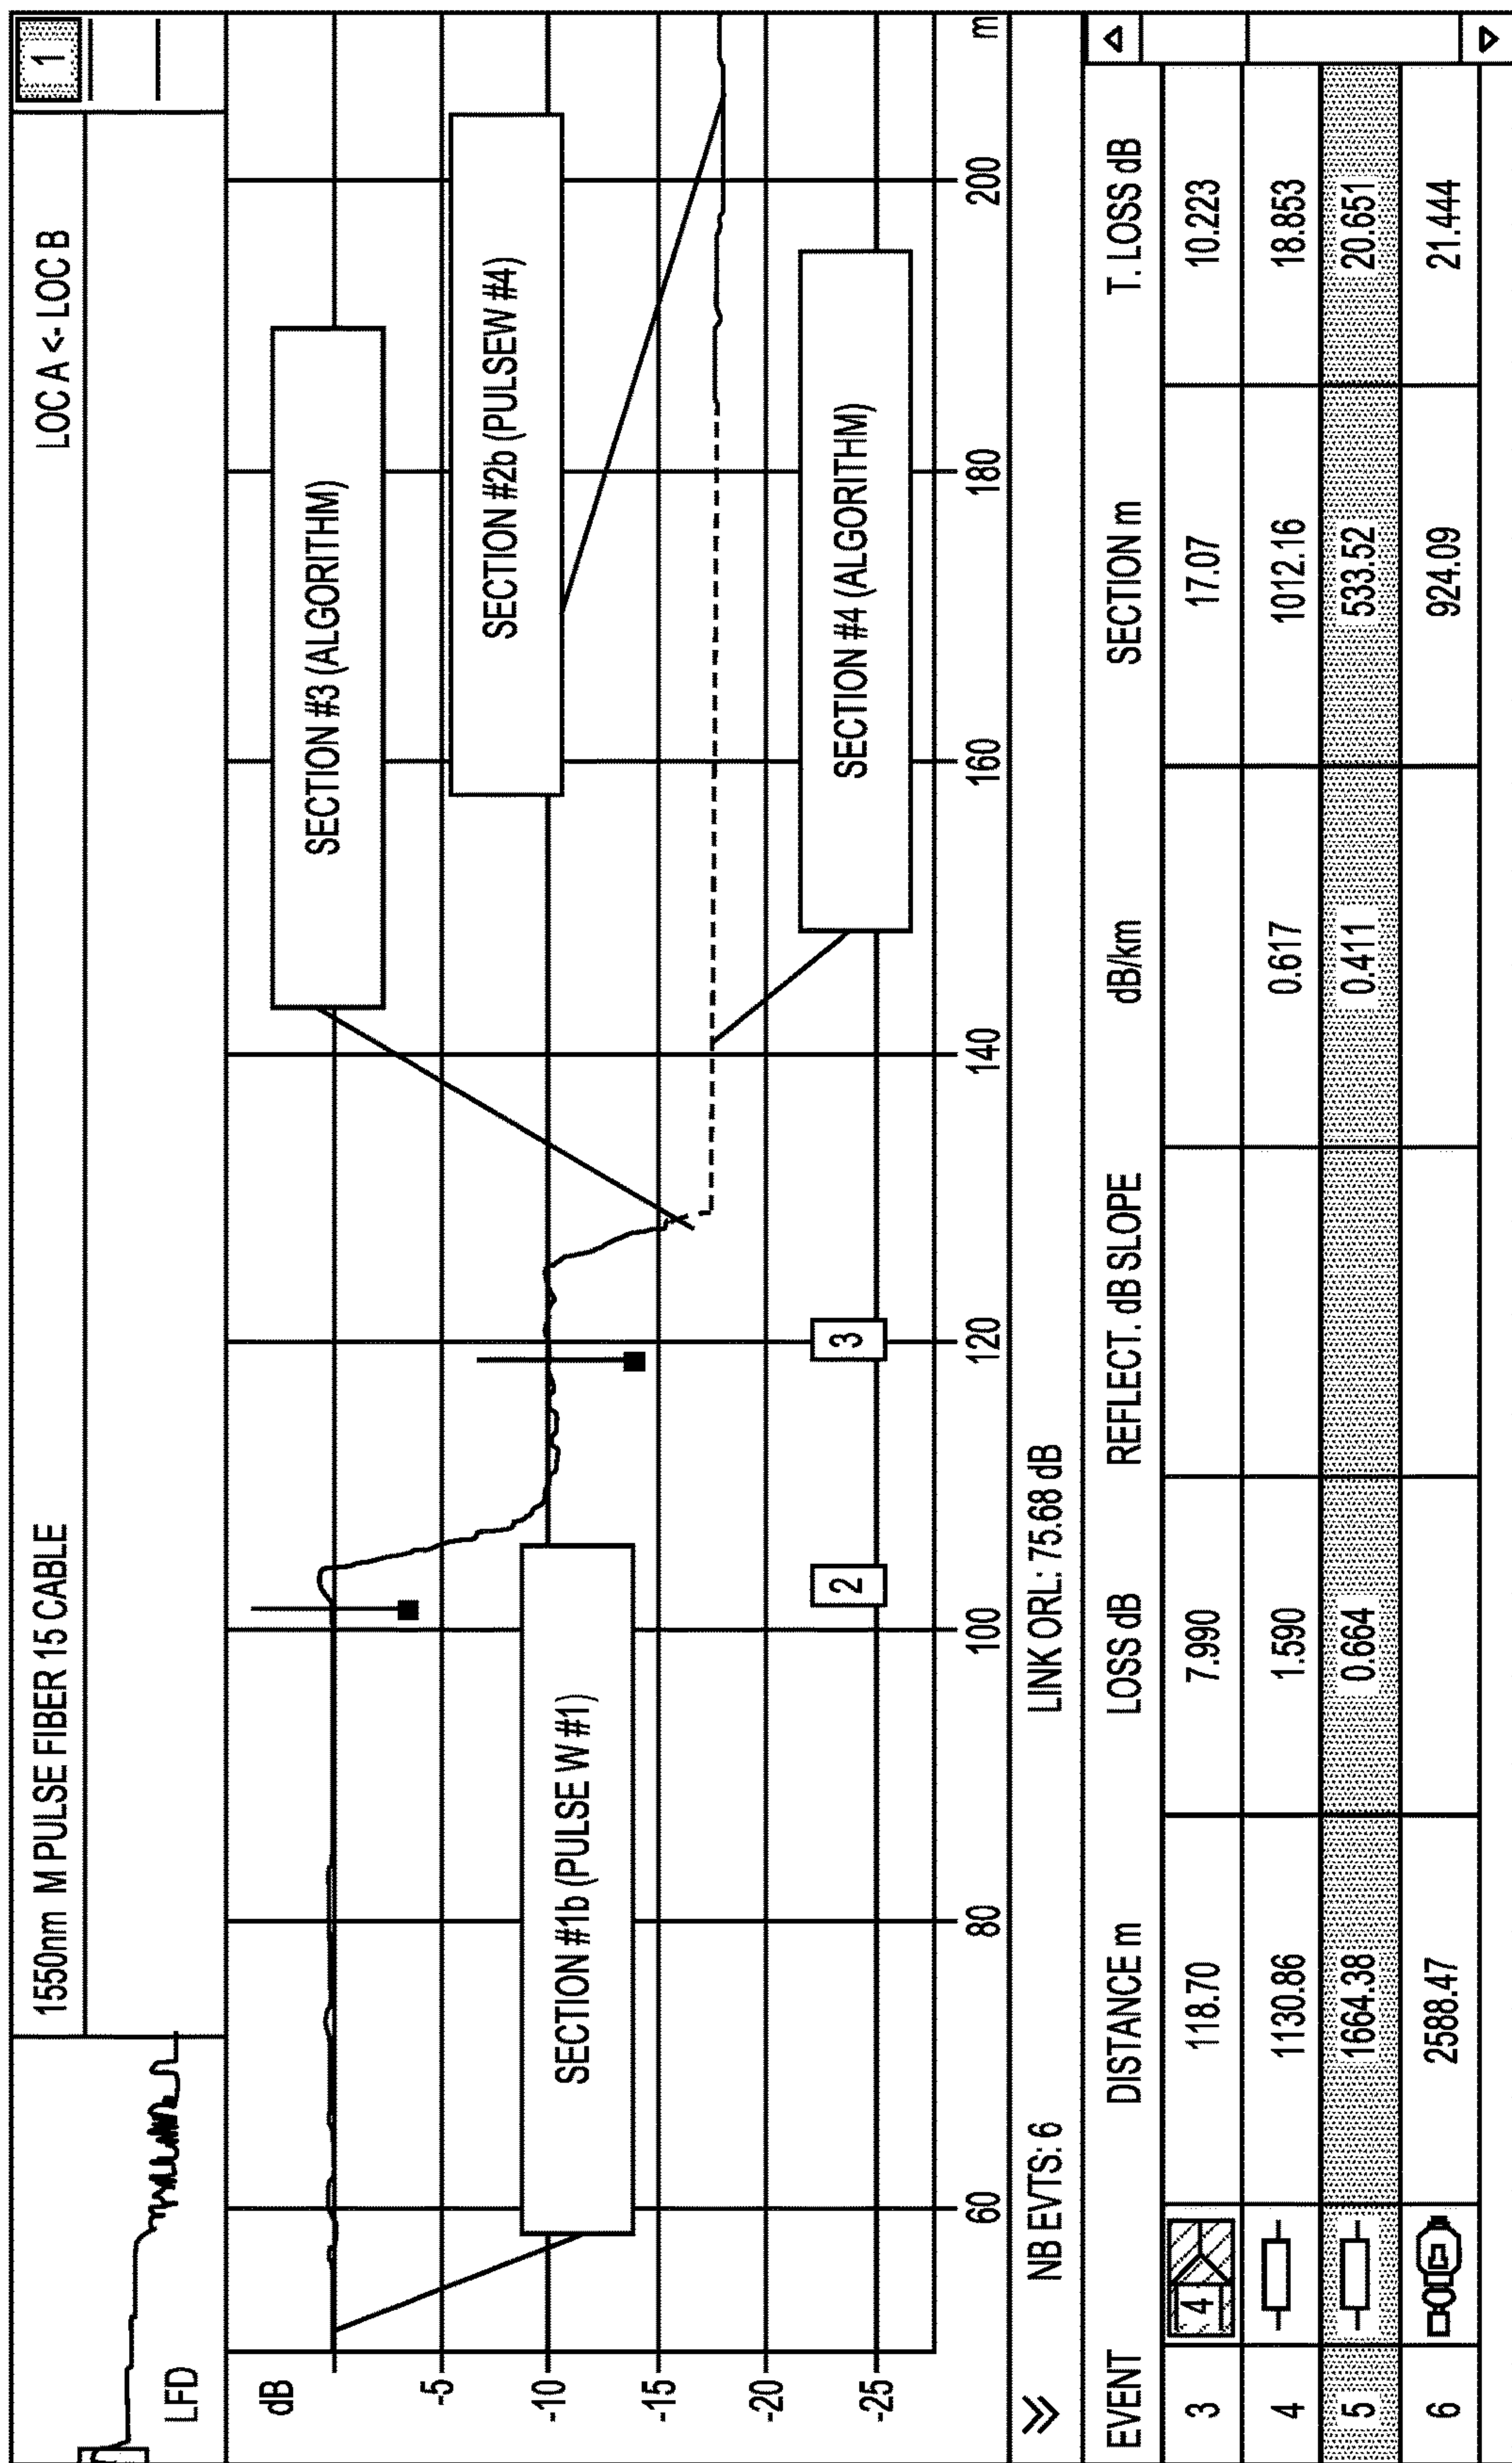 1550nm M PULSE FIBER 15 CABLE
LOC A <- LOC B
1
LFD
dB
-5
-10
-15
-20
-25
SECTION #3 (ALGORITHM)
SECTION #2b (PULSEW #4)
SECTION #1b (PULSE W #1)
SECTION #4 (ALGORITHM)
2
3
60
80
100
120
140
160
180
200
m
NB EVTS: 6
LINK ORL: 75.68 dB
EVENT DISTANCE m LOSS dB REFLECT. dB SLOPE dB/km SECTION m T. LOSS dB
3 4 118.70 7.990 17.07 10.223
4 1130.86 1.590 0.617 1012.16 18.853
5 1664.38 0.664 0.411 533.52 20.651
6 2588.47 924.09 21.444